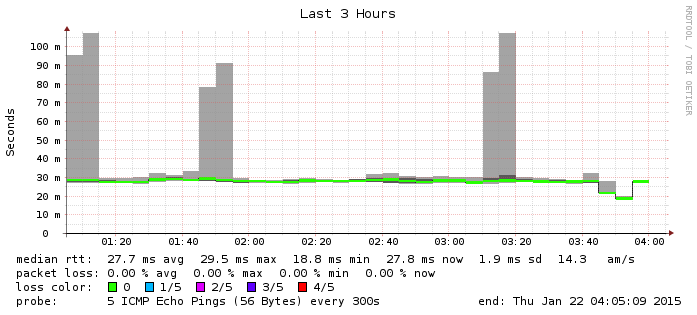 Last 3 Hours
RRDTOOL / TOBI OETIKER
Seconds
100 m
90 m
80 m
70 m
60 m
50 m
40 m
30 m
20 m
10 m
0
01:20 01:40 02:00 02:20 02:40 03:00 03:20 03:40 04:00
median rtt: 27.7 ms avg 29.5 ms max 18.8 ms min 27.8 ms now 1.9 ms sd 14.3 am/s
packet loss: 0.00 % avg 0.00 % max 0.00 % min 0.00 % now
loss color: 0 1/5 2/5 3/5 4/5
probe: 5 ICMP Echo Pings (56 Bytes) every 300s end: Thu Jan 22 04:05:09 2015